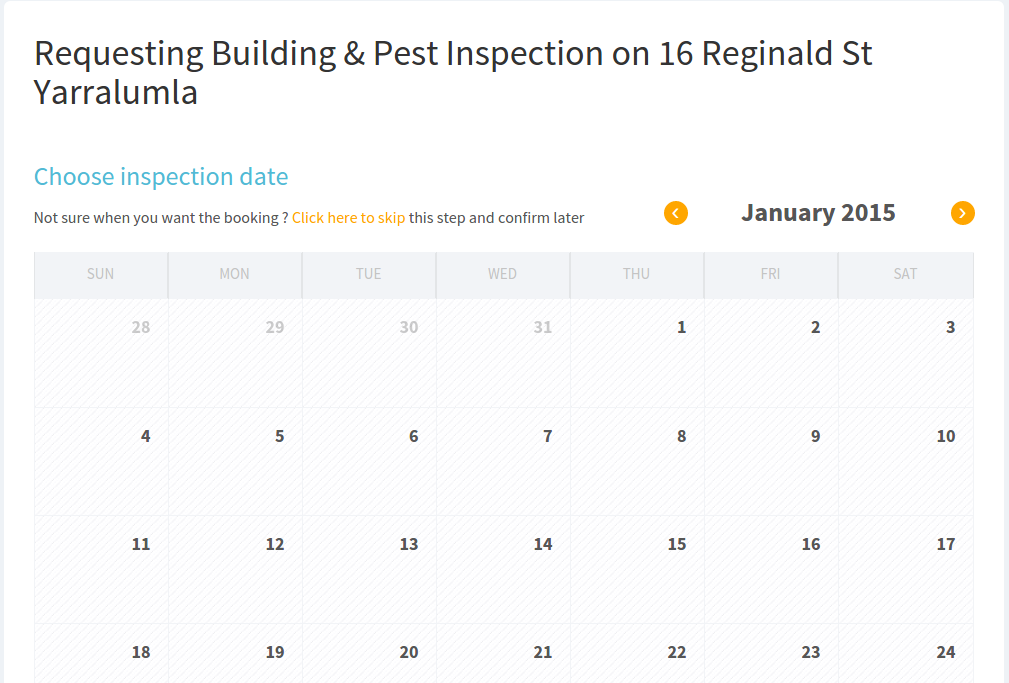 Requesting Building & Pest Inspection on 16 Reginald St
Yarralumla
Choose inspection date
Not sure when you want the booking ? Click here to skip this step and confirm later
January 2015
SUN MON TUE WED THU FRI SAT
28 29 30 31 1 2 3
4 5 6 7 8 9 10
11 12 13 14 15 16 17
18 19 20 21 22 23 24